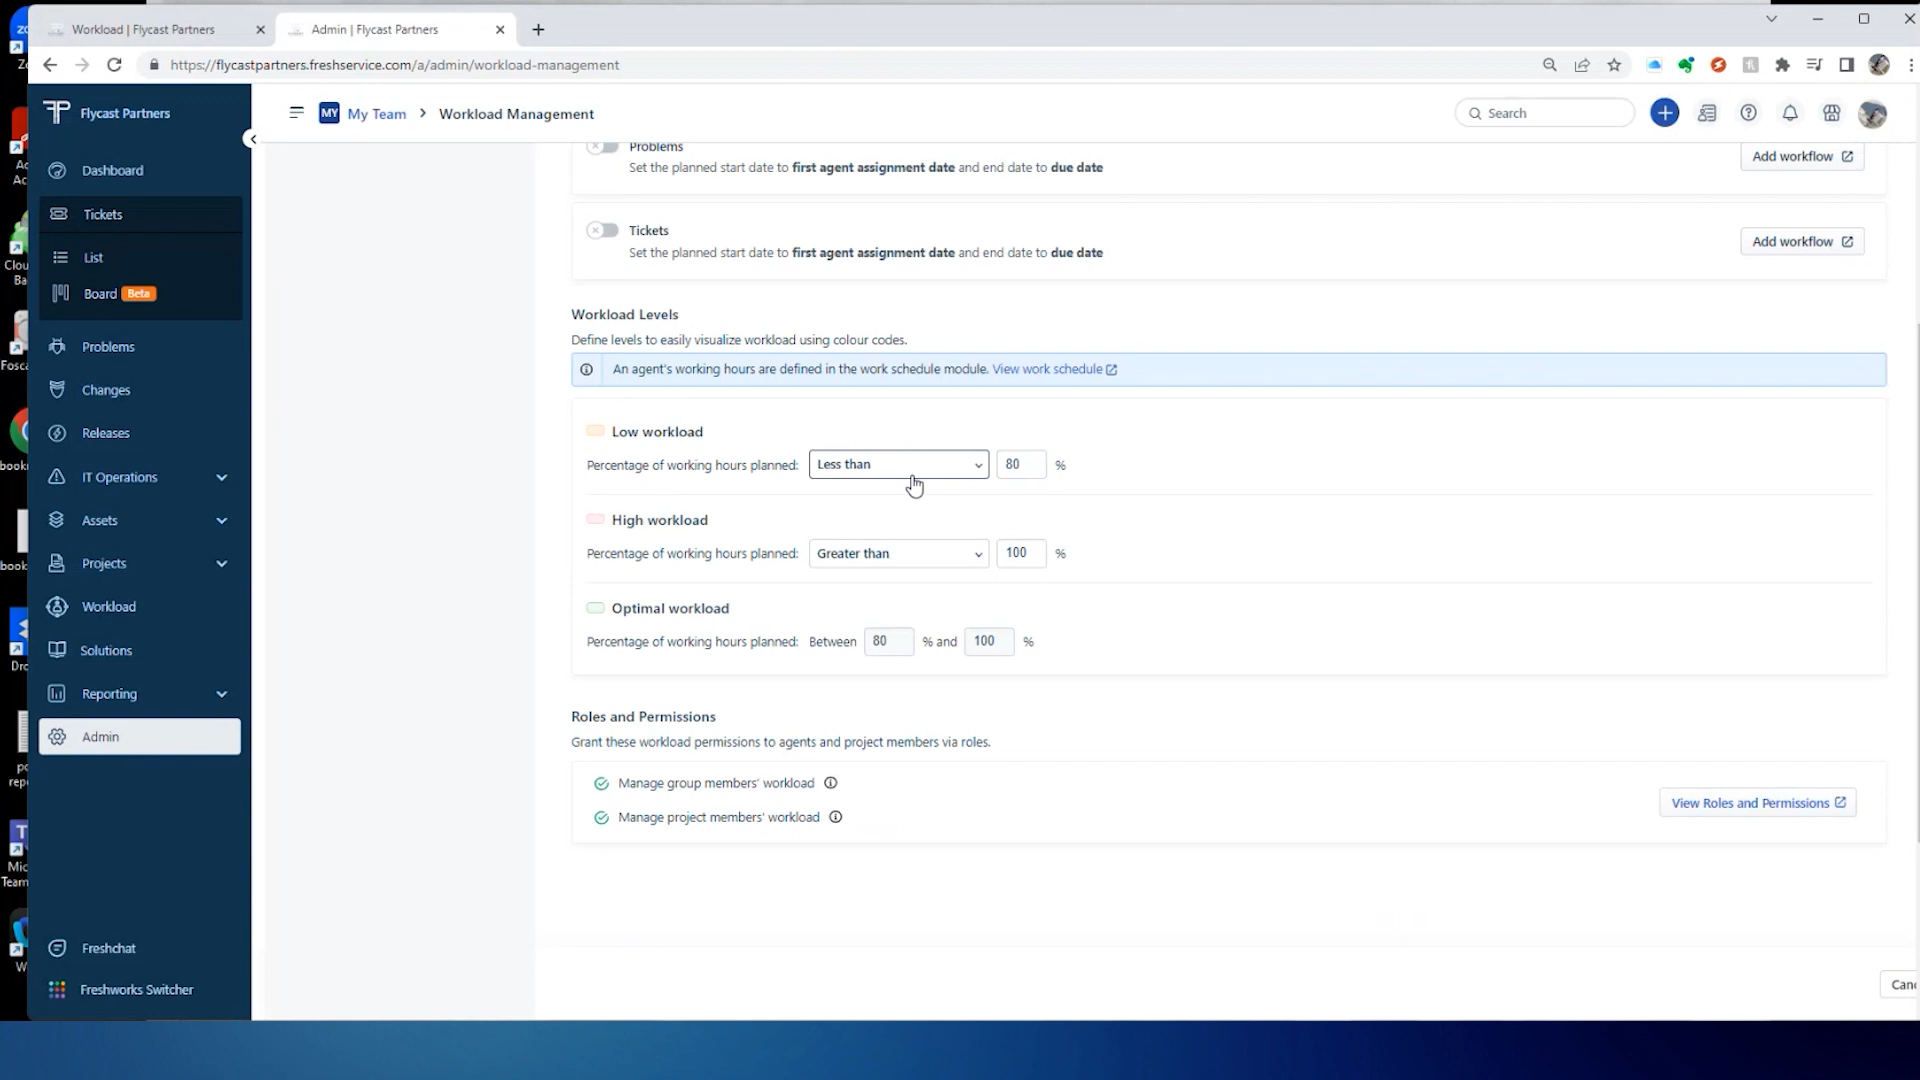 Workload | Flycast Partners
Admin | Flycast Partners
https://flycastpartners.freshservice.com/a/admin/workload-management
Flycast Partners
MY My Team > Workload Management
Search
Dashboard
Tickets
List
Board Beta
Problems
Changes
Releases
IT Operations
Assets
Projects
Workload
Solutions
Reporting
Admin
Freshchat
Freshworks Switcher
Problems
Set the planned start date to first agent assignment date and end date to due date
Add workflow
Tickets
Set the planned start date to first agent assignment date and end date to due date
Add workflow
Workload Levels
Define levels to easily visualize workload using colour codes.
An agent's working hours are defined in the work schedule module. View work schedule
Low workload
Percentage of working hours planned: Less than 80 %
High workload
Percentage of working hours planned: Greater than 100 %
Optimal workload
Percentage of working hours planned: Between 80 % and 100 %
Roles and Permissions
Grant these workload permissions to agents and project members via roles.
Manage group members' workload
Manage project members' workload
View Roles and Permissions
Canc